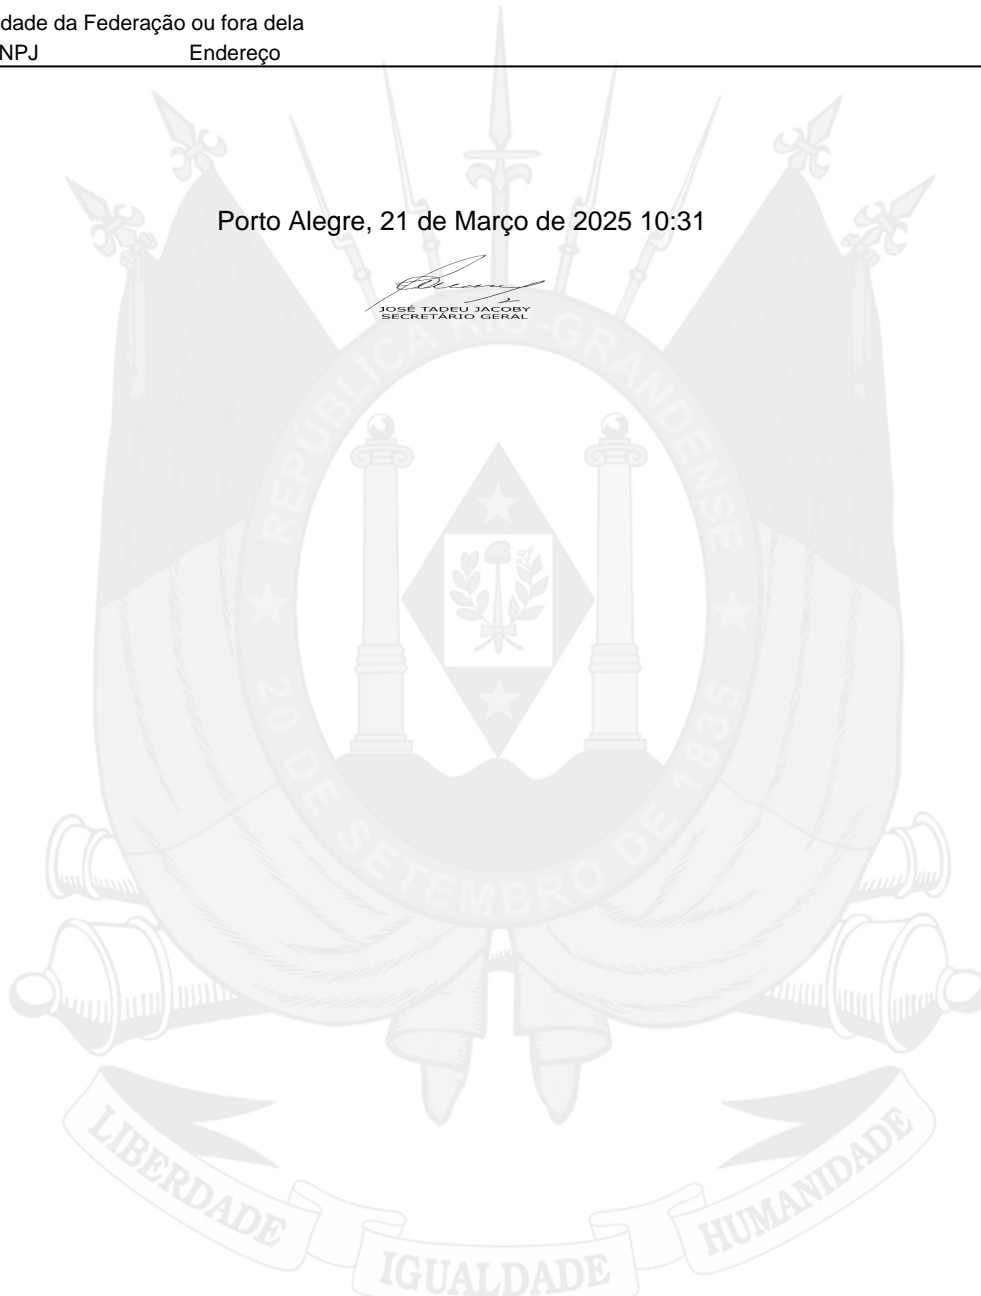 dade da Federação ou fora dela
NPJ Endereço
Porto Alegre, 21 de Março de 2025 10:31
JOSÉ TADEU JACOBY
SECRETÁRIO GERAL
REPÚBLICA RIO-GRANDENSE
20 DE SETEMBRO DE 1835
LIBERDADE
IGUALDADE
HUMANIDADE